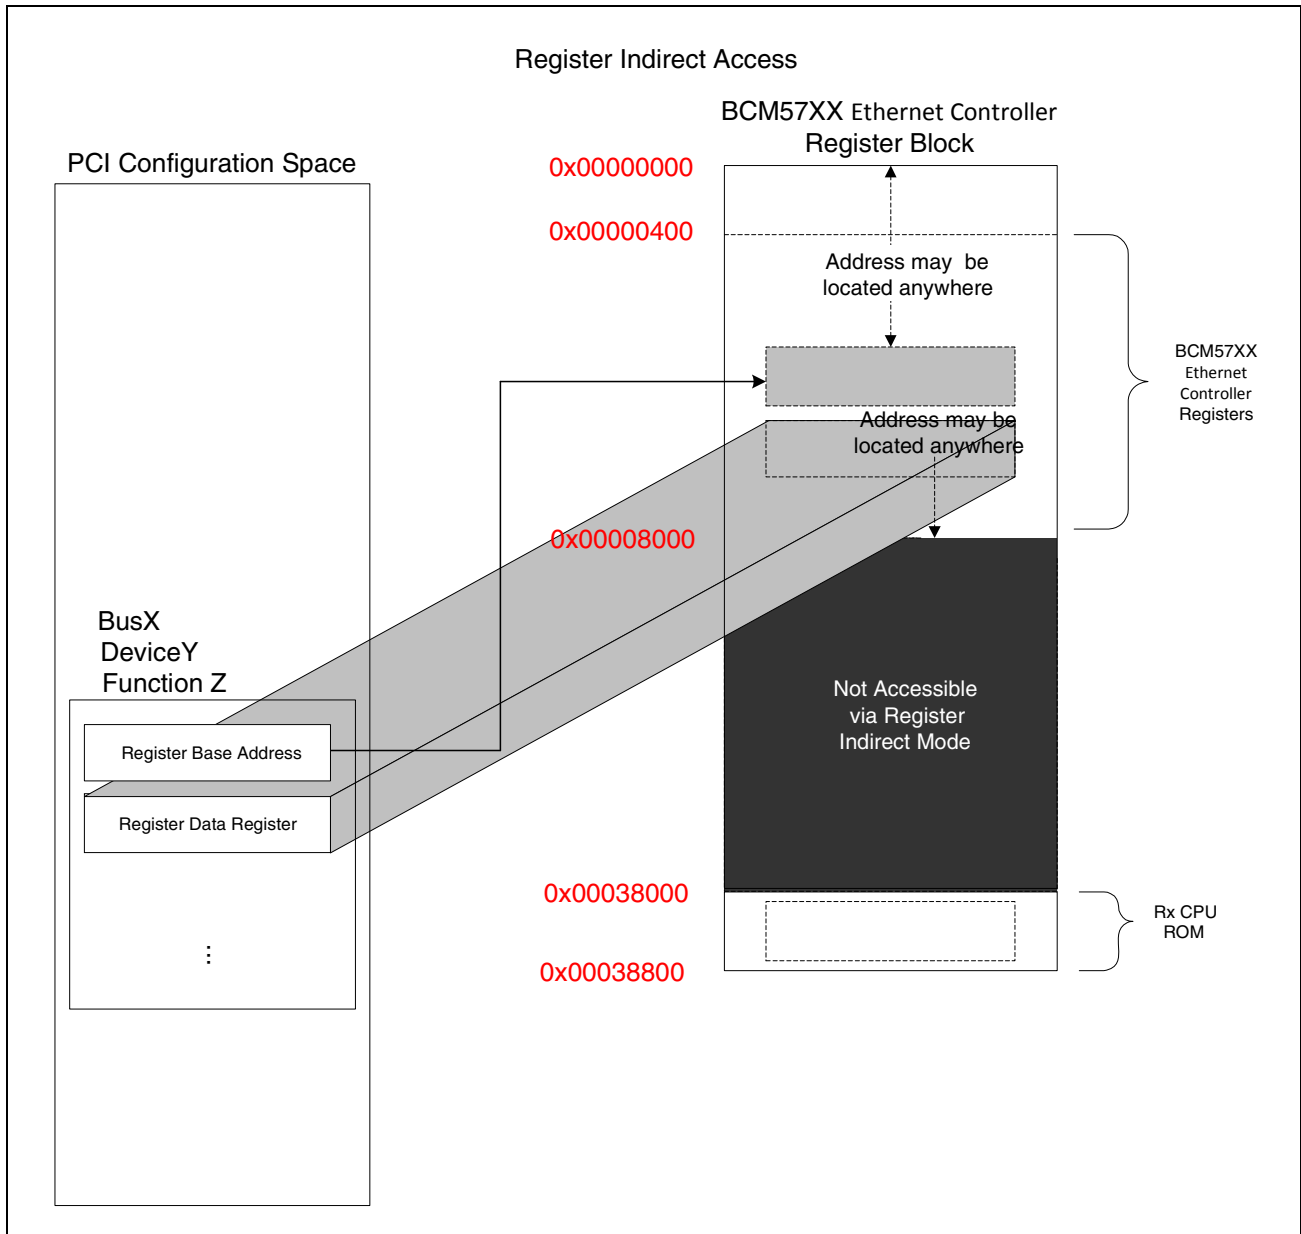 Register Indirect Access
BCM57XX Ethernet Controller
Register Block
PCI Configuration Space
0x00000000
0x00000400
Address may be
located anywhere
BCM57XX
Ethernet
Controller
Registers
Address may be
located anywhere
0x00008000
BusX
DeviceY
Function Z
Not Accessible
via Register
Indirect Mode
Register Base Address
Register Data Register
⋮
0x00038000
Rx CPU
ROM
0x00038800